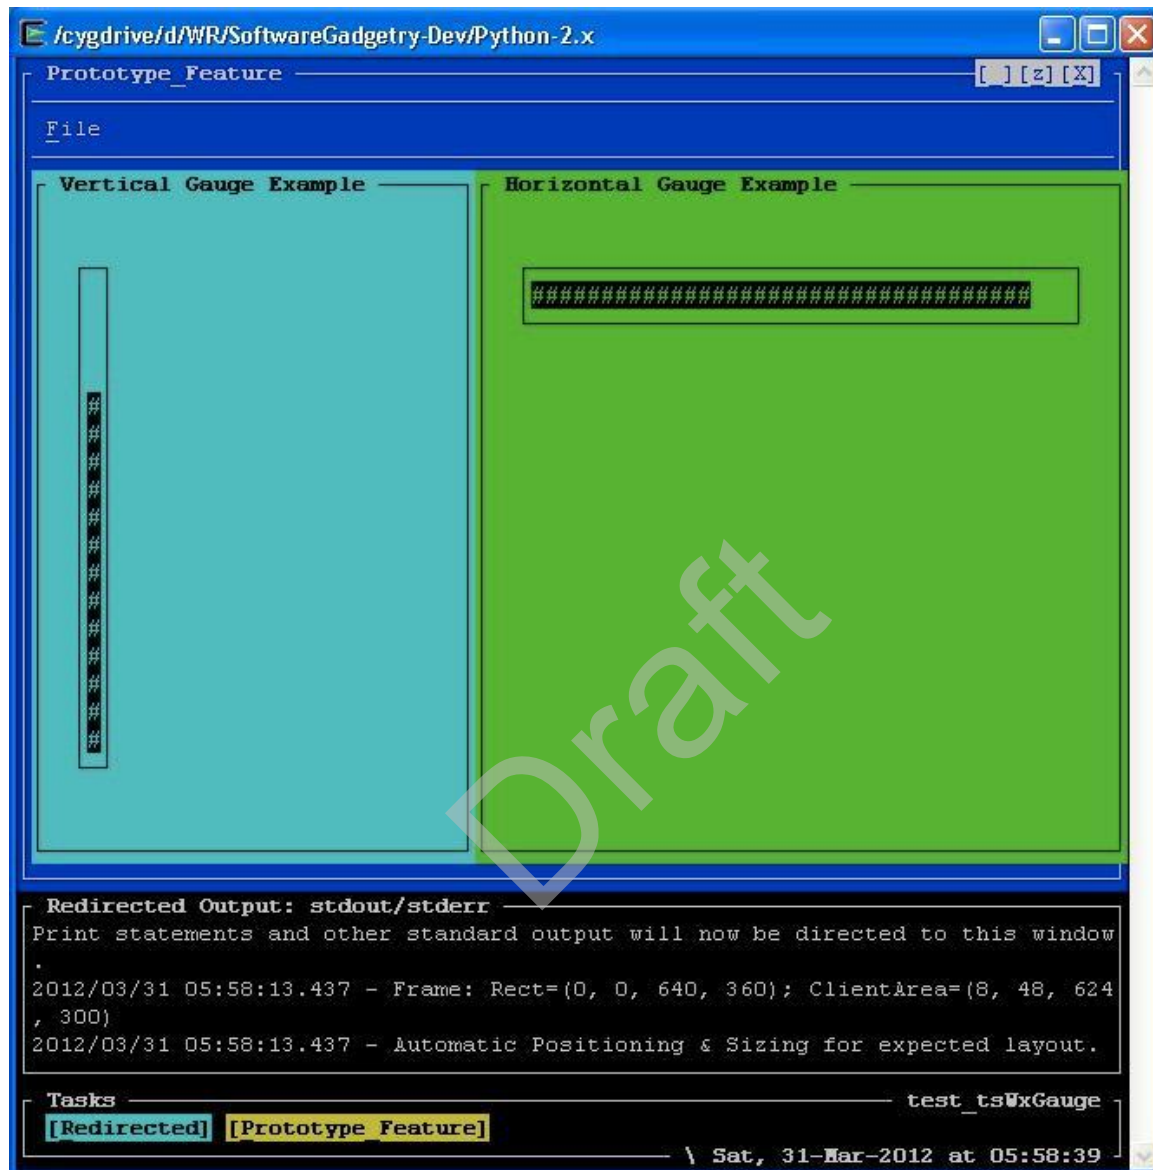 /cygdrive/d/WR/SoftwareGadgetry-Dev/Python-2.x
Prototype_Feature [_][z][X]
File
Vertical Gauge Example
#
#
#
#
#
#
#
#
#
#
#
#
#
Horizontal Gauge Example
####################################
Draft
Redirected Output: stdout/stderr
Print statements and other standard output will now be directed to this window
.
2012/03/31 05:58:13.437 - Frame: Rect=(0, 0, 640, 360); ClientArea=(8, 48, 624
, 300)
2012/03/31 05:58:13.437 - Automatic Positioning & Sizing for expected layout.
Tasks test_tsWxGauge
[Redirected] [Prototype_Feature]
\ Sat, 31-Mar-2012 at 05:58:39